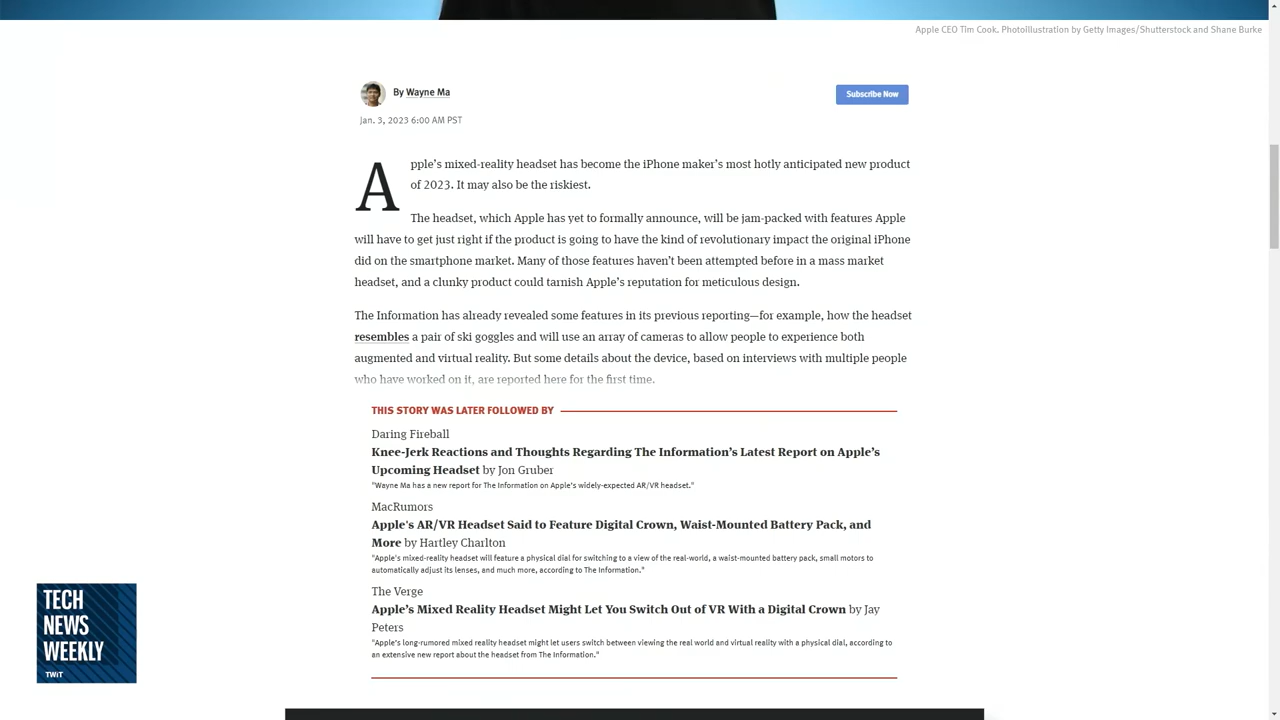 Apple CEO Tim Cook. Photoillustration by Getty Images/Shutterstock and Shane Burke
By Wayne Ma
Subscribe Now
Jan. 3, 2023 6:00 AM PST
Apple’s mixed-reality headset has become the iPhone maker’s most hotly anticipated new product
of 2023. It may also be the riskiest.
The headset, which Apple has yet to formally announce, will be jam-packed with features Apple
will have to get just right if the product is going to have the kind of revolutionary impact the original iPhone
did on the smartphone market. Many of those features haven’t been attempted before in a mass market
headset, and a clunky product could tarnish Apple’s reputation for meticulous design.
The Information has already revealed some features in its previous reporting—for example, how the headset
resembles a pair of ski goggles and will use an array of cameras to allow people to experience both
augmented and virtual reality. But some details about the device, based on interviews with multiple people
who have worked on it, are reported here for the first time.
THIS STORY WAS LATER FOLLOWED BY
Daring Fireball
Knee-Jerk Reactions and Thoughts Regarding The Information’s Latest Report on Apple’s
Upcoming Headset by Jon Gruber
"Wayne Ma has a new report for The Information on Apple's widely-expected AR/VR headset."
MacRumors
Apple's AR/VR Headset Said to Feature Digital Crown, Waist-Mounted Battery Pack, and
More by Hartley Charlton
"Apple's mixed-reality headset will feature a physical dial for switching to a view of the real-world, a waist-mounted battery pack, small motors to
automatically adjust its lenses, and much more, according to The Information."
The Verge
Apple’s Mixed Reality Headset Might Let You Switch Out of VR With a Digital Crown by Jay
Peters
"Apple's long-rumored mixed reality headset might let users switch between viewing the real world and virtual reality with a physical dial, according to
an extensive new report about the headset from The Information."
TECH
NEWS
WEEKLY
TWiT